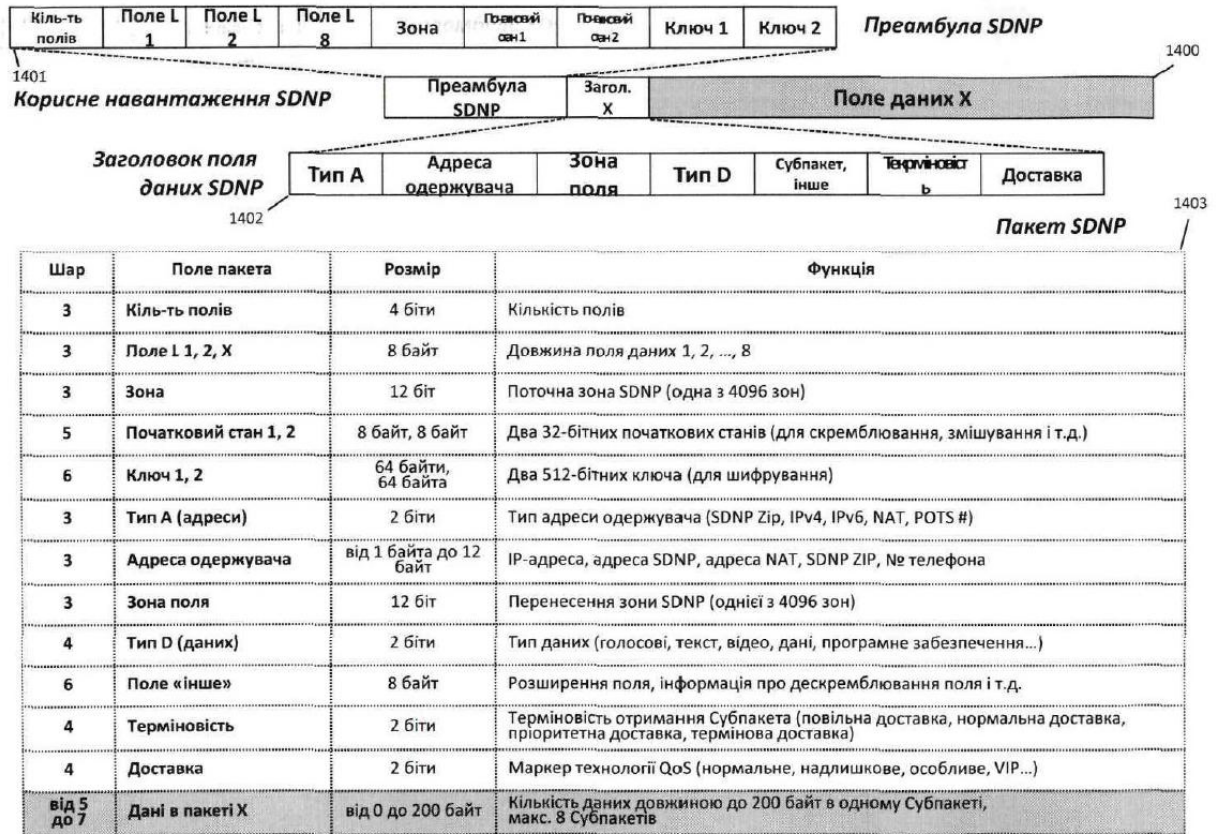 Кіль-ть полів Поле L 1 Поле L 2 Поле L 8 Зона Початковий стан 1 Початковий стан 2 Ключ 1 Ключ 2 Преамбула SDNP
1401 1400
Корисне навантаження SDNP Преамбула SDNP Загол. X Поле даних X
Заголовок поля даних SDNP Тип A Адреса одержувача Зона поля Тип D Субпакет, інше Терміновість Доставка
1402 1403
Пакет SDNP
Шар Поле пакета Розмір Функція
3 Кіль-ть полів 4 біти Кількість полів
3 Поле L 1, 2, X 8 байт Довжина поля даних 1, 2, ..., 8
3 Зона 12 біт Поточна зона SDNP (одна з 4096 зон)
5 Початковий стан 1, 2 8 байт, 8 байт Два 32-бітних початкових станів (для скремблювання, змішування і т.д.)
6 Ключ 1, 2 64 байти, 64 байта Два 512-бітних ключа (для шифрування)
3 Тип A (адреси) 2 біти Тип адреси одержувача (SDNP Zip, IPv4, IPv6, NAT, POTS #)
3 Адреса одержувача від 1 байта до 12 байт IP-адреса, адреса SDNP, адреса NAT, SDNP ZIP, № телефона
3 Зона поля 12 біт Перенесення зони SDNP (однієї з 4096 зон)
4 Тип D (даних) 2 біти Тип даних (голосові, текст, відео, дані, програмне забезпечення...)
6 Поле «інше» 8 байт Розширення поля, інформація про дескремблювання поля і т.д.
4 Терміновість 2 біти Терміновість отримання Субпакета (повільна доставка, нормальна доставка,
пріоритетна доставка, термінова доставка)
4 Доставка 2 біти Маркер технології QoS (нормальне, надлишкове, особливе, VIP...)
від 5 до 7 Дані в пакеті X від 0 до 200 байт Кількість даних довжиною до 200 байт в одному Субпакеті,
макс. 8 Субпакетів